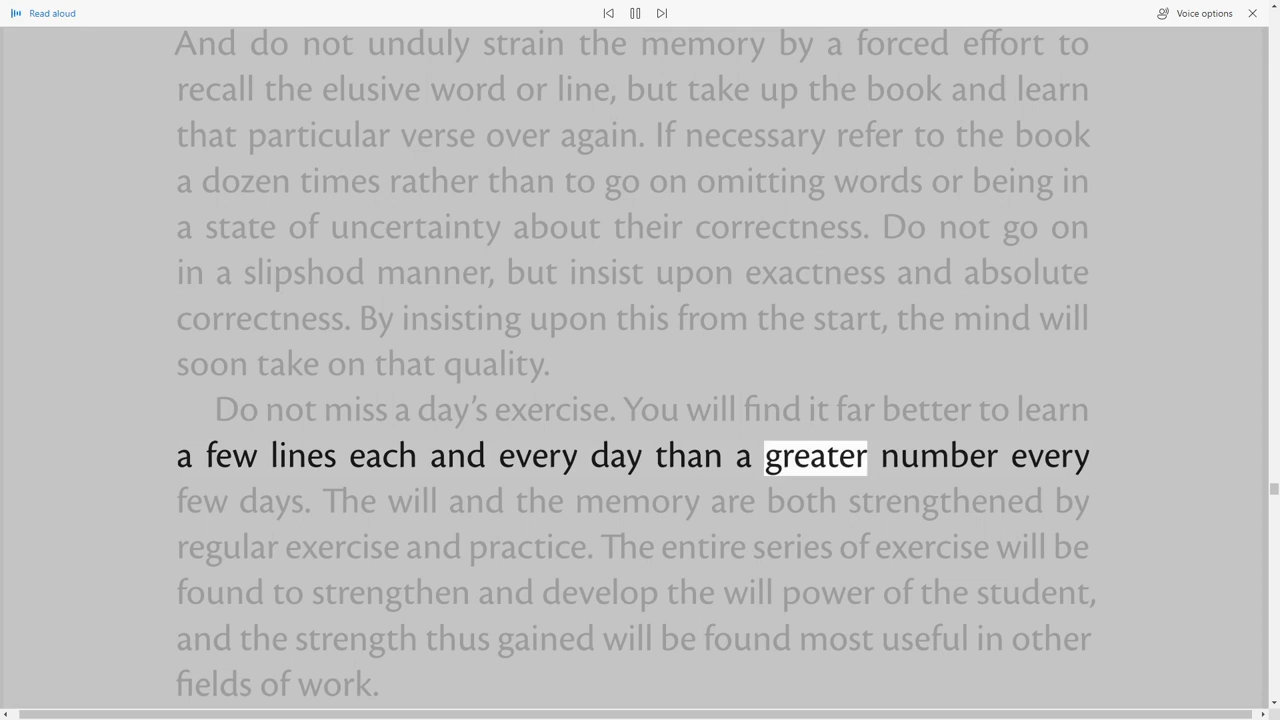 Read aloud
Voice options
And do not unduly strain the memory by a forced effort to
recall the elusive word or line, but take up the book and learn
that particular verse over again. If necessary refer to the book
a dozen times rather than to go on omitting words or being in
a state of uncertainty about their correctness. Do not go on
in a slipshod manner, but insist upon exactness and absolute
correctness. By insisting upon this from the start, the mind will
soon take on that quality.
Do not miss a day’s exercise. You will find it far better to learn
a few lines each and every day than a greater number every
few days. The will and the memory are both strengthened by
regular exercise and practice. The entire series of exercise will be
found to strengthen and develop the will power of the student,
and the strength thus gained will be found most useful in other
fields of work.